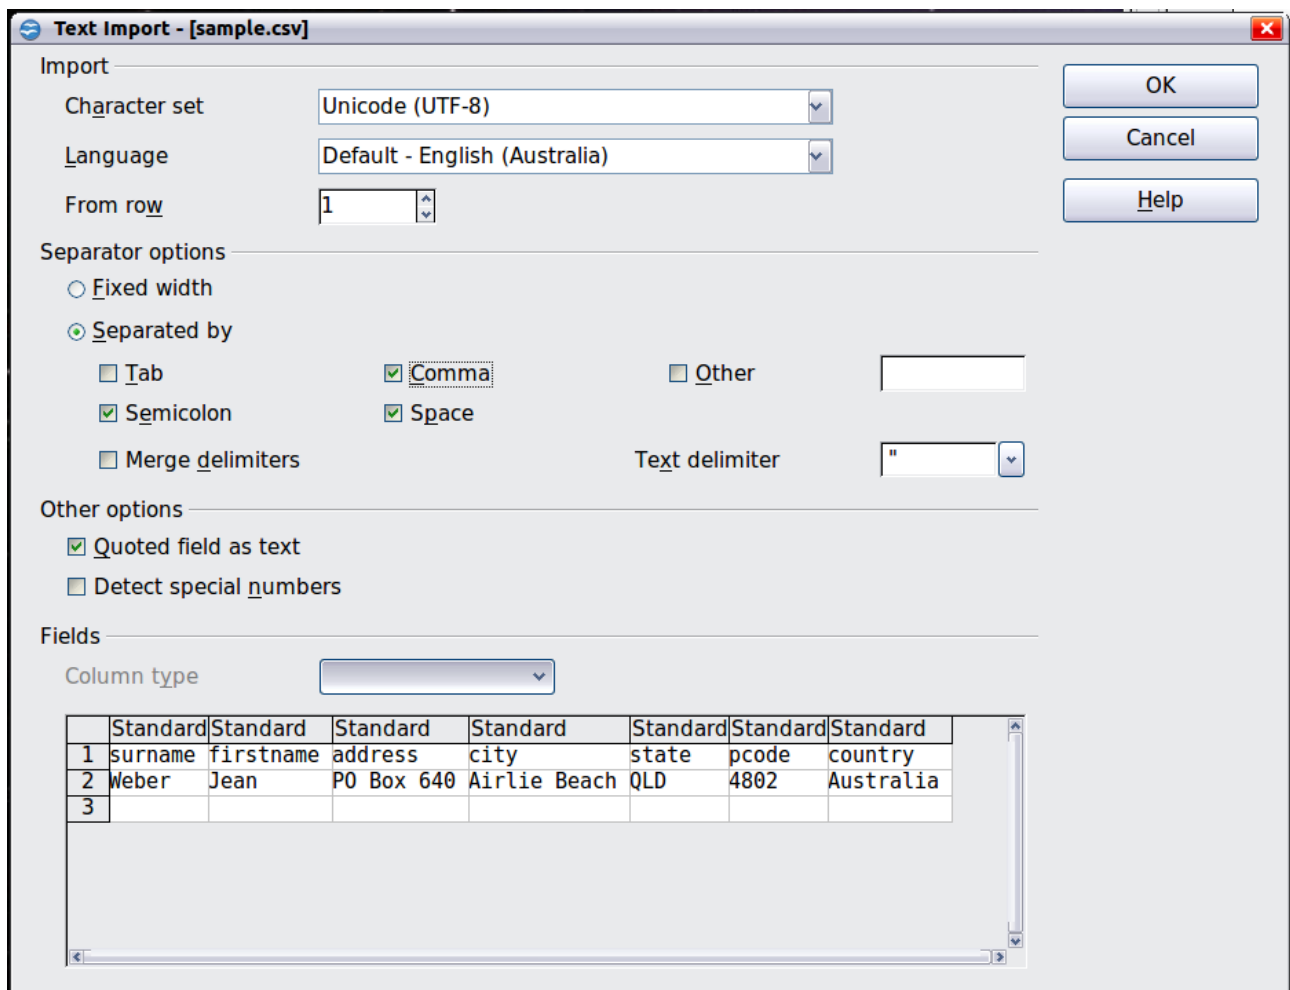 Text Import - [sample.csv]
Import
OK
Character set Unicode (UTF-8)
Cancel
Language Default - English (Australia)
From row 1
Help
Separator options
Fixed width
Separated by
Tab Comma Other
Semicolon Space
Merge delimiters Text delimiter "
Other options
Quoted field as text
Detect special numbers
Fields
Column type
Standard Standard Standard Standard Standard Standard Standard
1 surname firstname address city state pcode country
2 Weber Jean PO Box 640 Airlie Beach QLD 4802 Australia
3